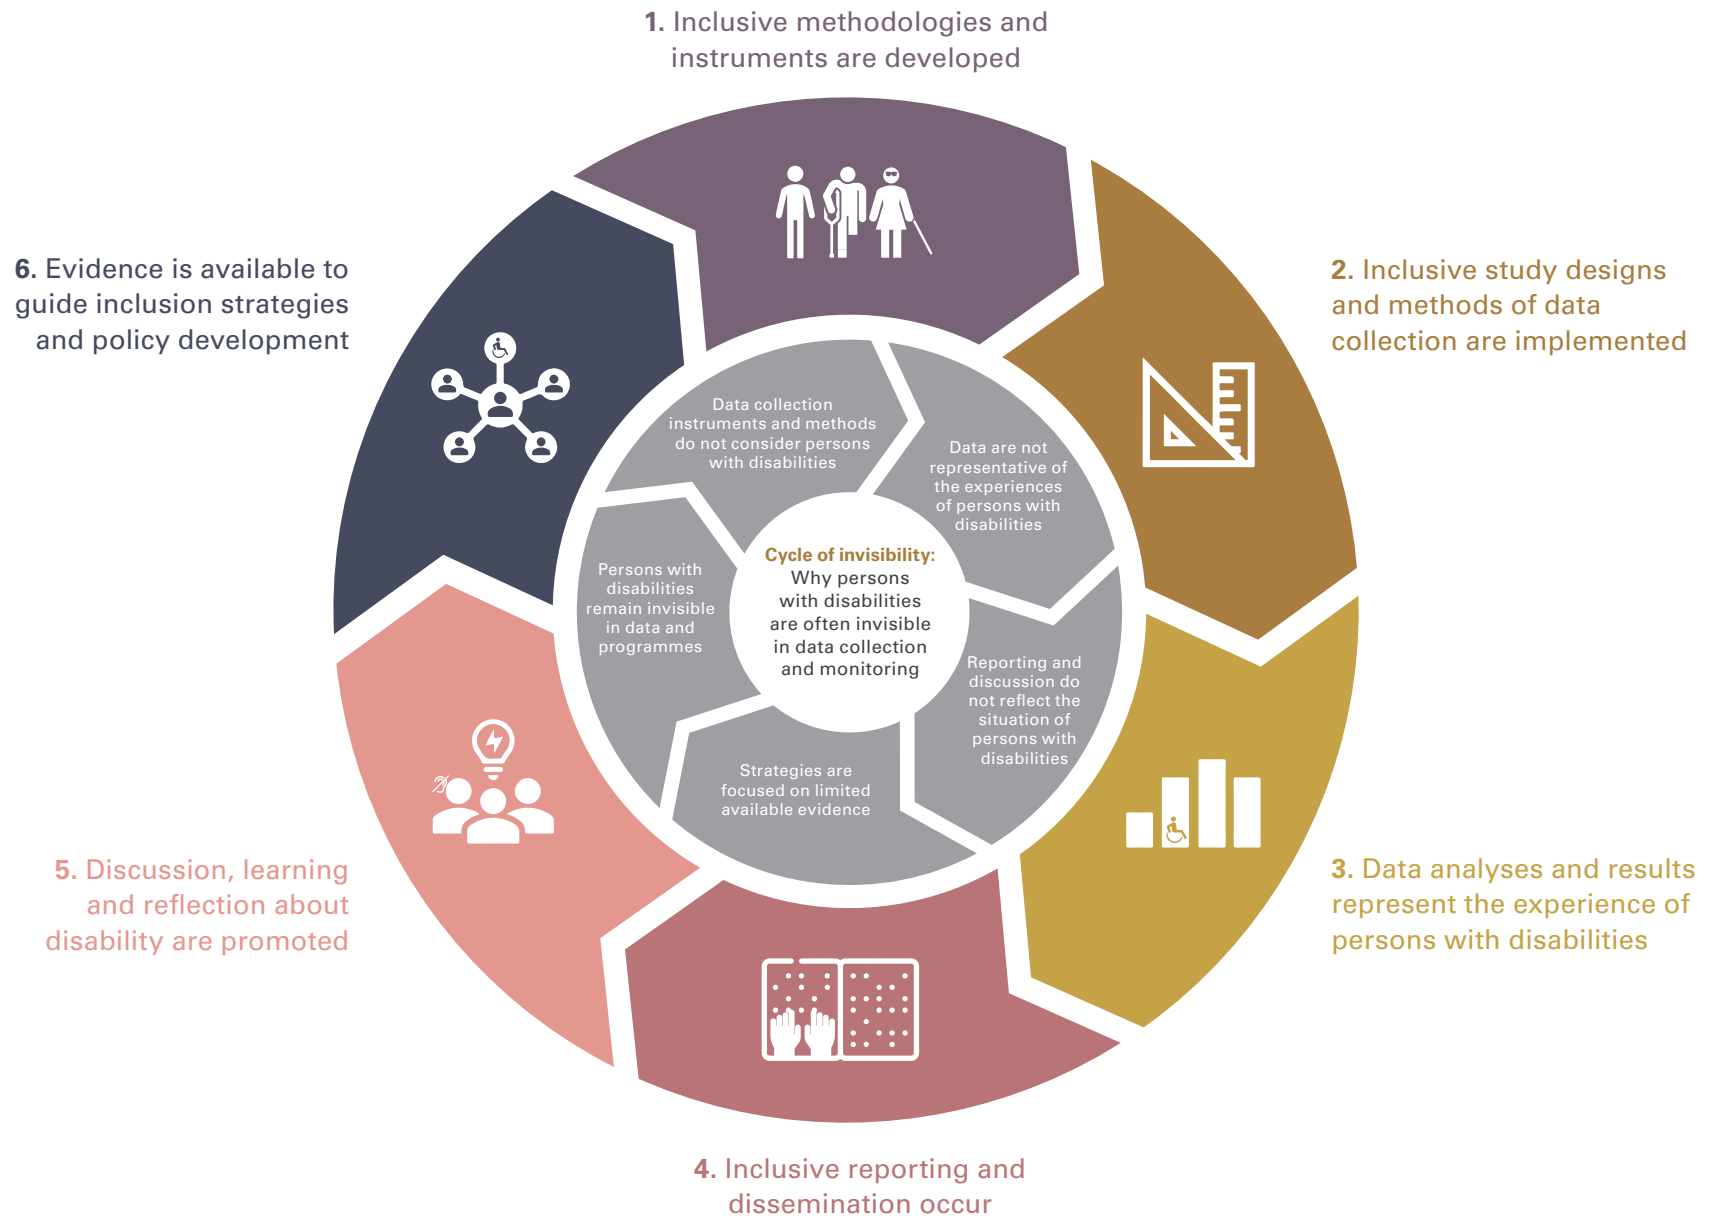 1. Inclusive methodologies and
instruments are developed
2. Inclusive study designs
and methods of data
collection are implemented
3. Data analyses and results
represent the experience of
persons with disabilities
4. Inclusive reporting and
dissemination occur
5. Discussion, learning
and reflection about
disability are promoted
6. Evidence is available to
guide inclusion strategies
and policy development
Data collection
instruments and methods
do not consider persons
with disabilities
Data are not
representative of
the experiences
of persons with
disabilities
Reporting and
discussion do
not reflect the
situation of
persons with
disabilities
Strategies are
focused on limited
available evidence
Persons with
disabilities
remain invisible
in data and
programmes
Cycle of invisibility:
Why persons
with disabilities
are often invisible
in data collection
and monitoring